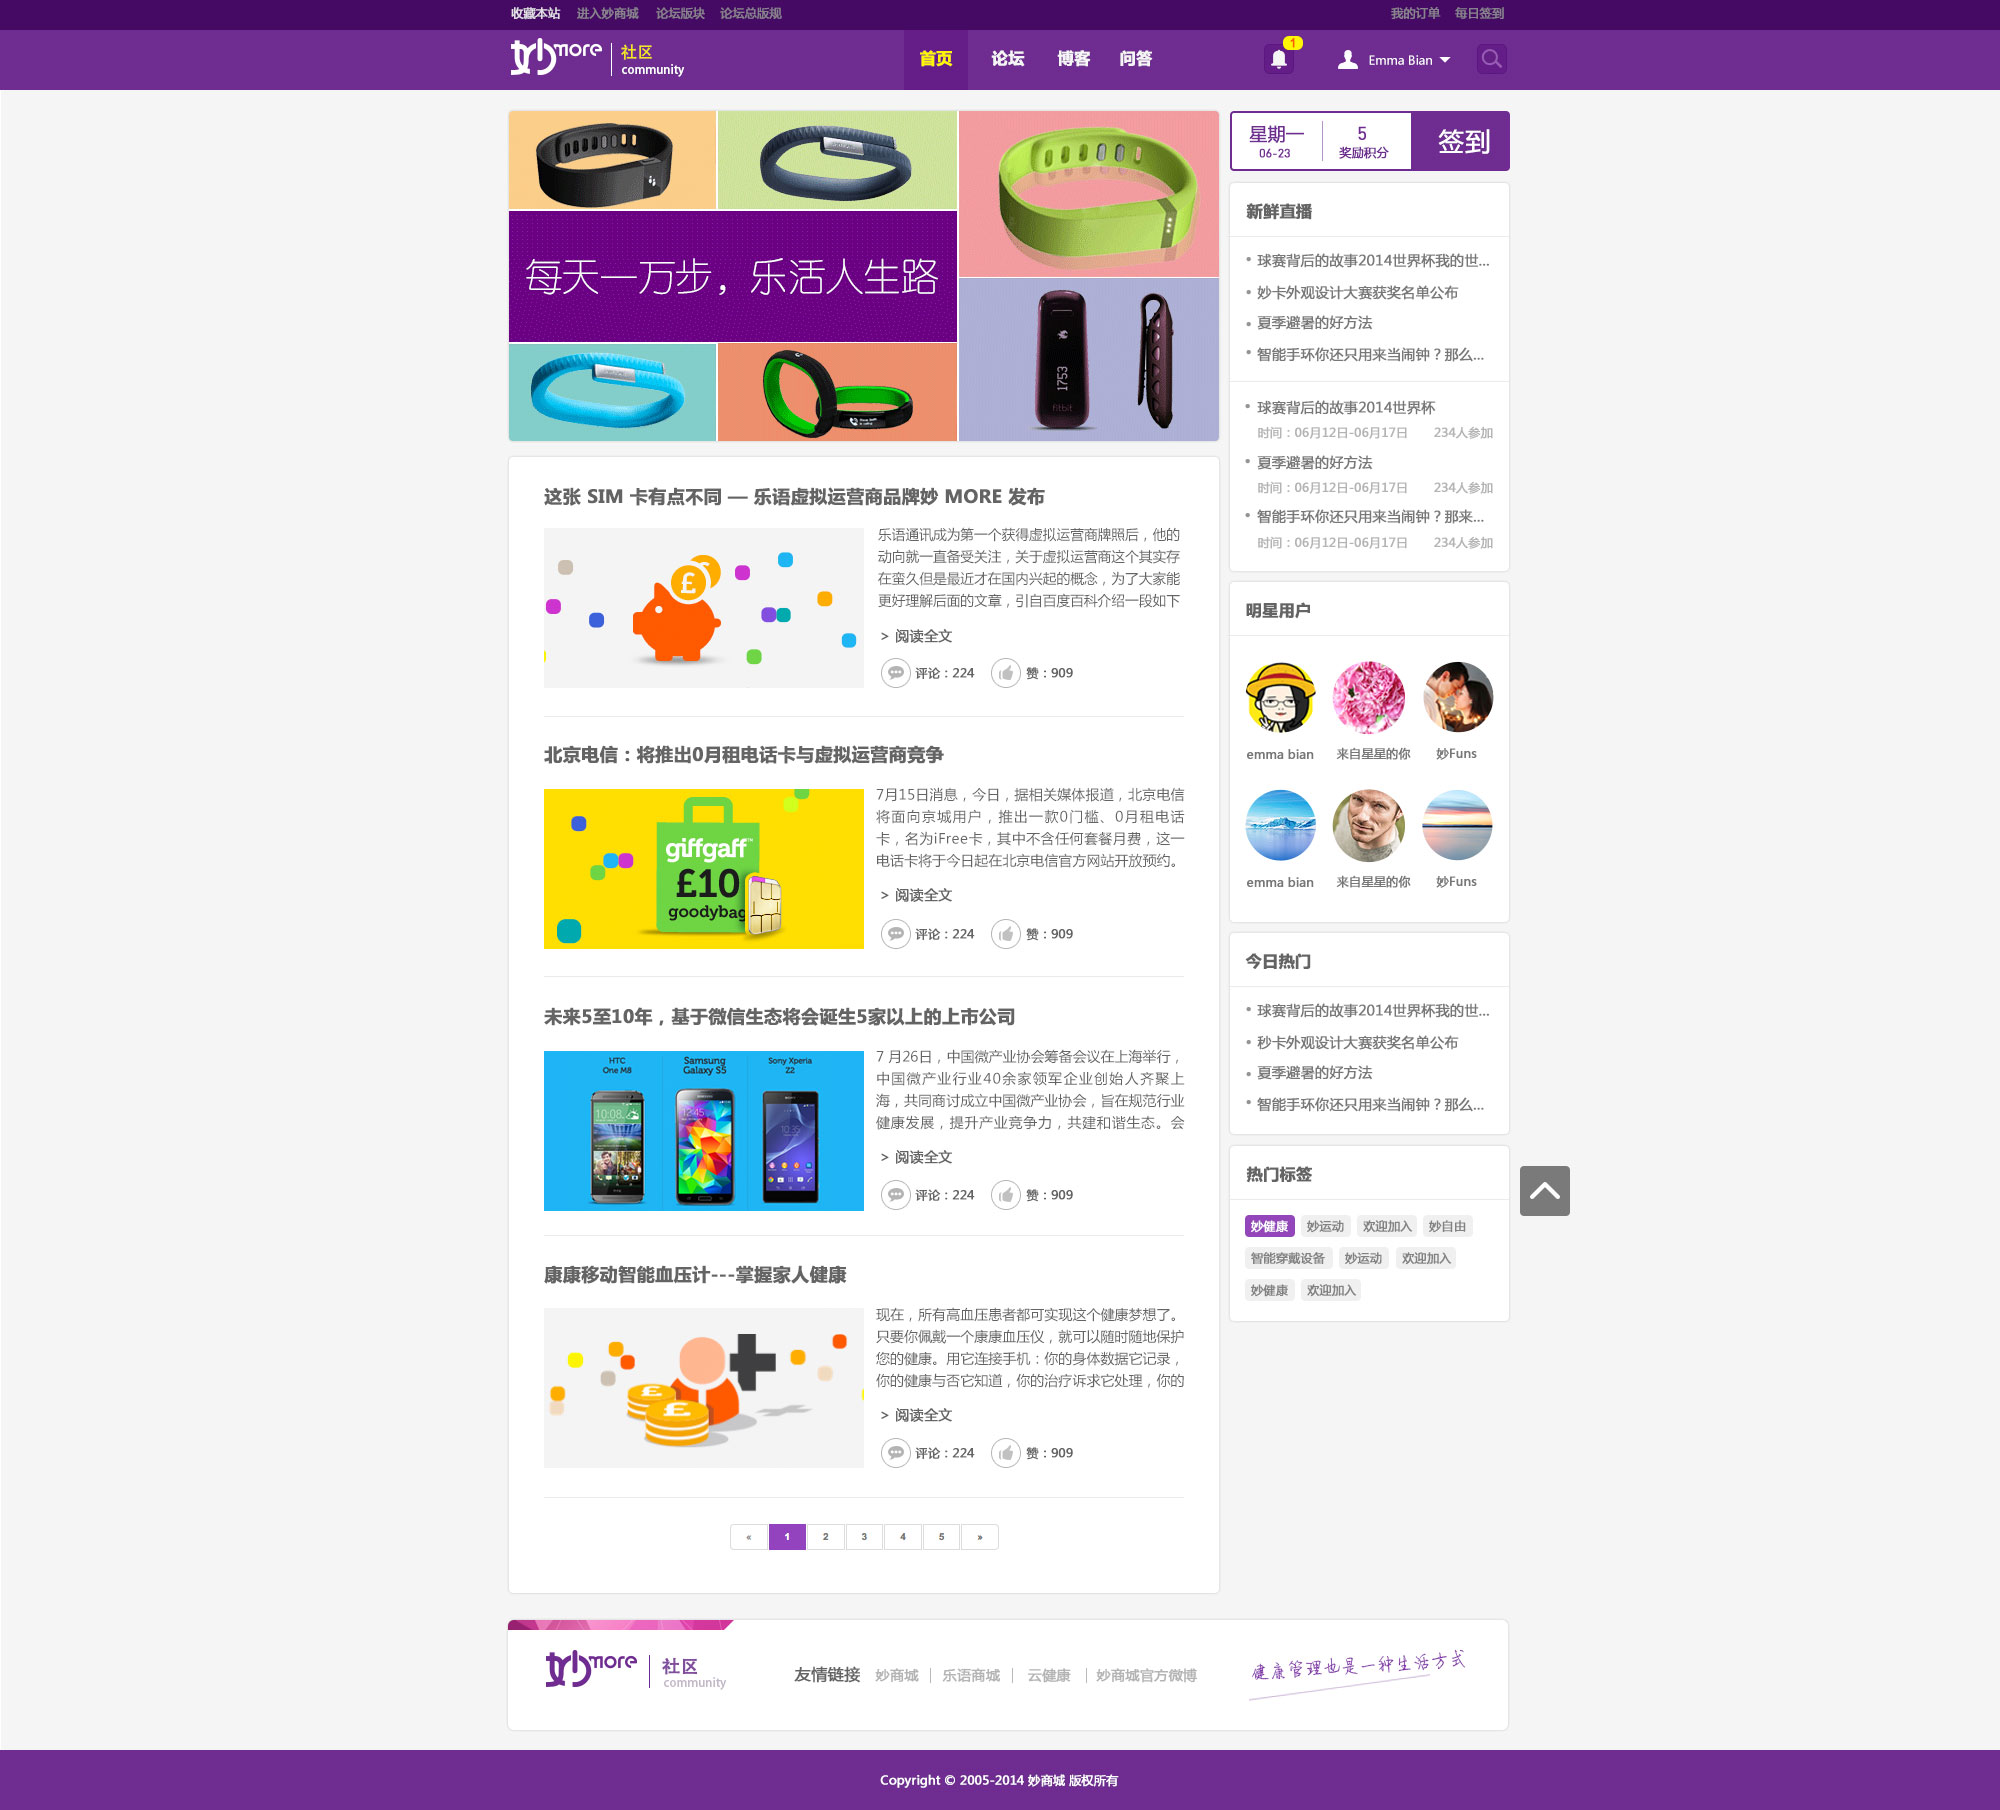 收藏本站 进入妙商城 论坛版块 论坛总版规 我的订单 每日签到
妙more 社区 community
首页 论坛 博客 问答
1
Emma Bian
每天一万步，乐活人生路
1753
fitbit
星期一
06-23
5
奖励积分
签到
新鲜直播
球赛背后的故事2014世界杯我的世...
妙卡外观设计大赛获奖名单公布
夏季避暑的好方法
智能手环你还只用来当闹钟？那么...
球赛背后的故事2014世界杯
时间：06月12日-06月17日 234人参加
夏季避暑的好方法
时间：06月12日-06月17日 234人参加
智能手环你还只用来当闹钟？那来...
时间：06月12日-06月17日 234人参加
这张 SIM 卡有点不同 — 乐语虚拟运营商品牌妙 MORE 发布
乐语通讯成为第一个获得虚拟运营商牌照后，他的
动向就一直备受关注，关于虚拟运营商这个其实存
在蛮久但是最近才在国内兴起的概念，为了大家能
更好理解后面的文章，引自百度百科介绍一段如下
> 阅读全文
评论：224 赞：909
北京电信：将推出0月租电话卡与虚拟运营商竞争
giffgaff™
£10
goodybag
7月15日消息，今日，据相关媒体报道，北京电信
将面向京城用户，推出一款0门槛、0月租电话
卡，名为iFree卡，其中不含任何套餐月费，这一
电话卡将于今日起在北京电信官方网站开放预约。
> 阅读全文
评论：224 赞：909
未来5至10年，基于微信生态将会诞生5家以上的上市公司
HTC
One M8
Samsung
Galaxy S5
Sony Xperia
Z2
10:08
12:45
10:35
7 月26日，中国微产业协会筹备会议在上海举行，
中国微产业行业40余家领军企业创始人齐聚上
海，共同商讨成立中国微产业协会，旨在规范行业
健康发展，提升产业竞争力，共建和谐生态。会
> 阅读全文
评论：224 赞：909
康康移动智能血压计---掌握家人健康
现在，所有高血压患者都可实现这个健康梦想了。
只要你佩戴一个康康血压仪，就可以随时随地保护
您的健康。用它连接手机：你的身体数据它记录，
你的健康与否它知道，你的治疗诉求它处理，你的
> 阅读全文
评论：224 赞：909
« 1 2 3 4 5 »
明星用户
emma bian 来自星星的你 妙Funs
emma bian 来自星星的你 妙Funs
今日热门
球赛背后的故事2014世界杯我的世...
秒卡外观设计大赛获奖名单公布
夏季避暑的好方法
智能手环你还只用来当闹钟？那么...
热门标签
妙健康 妙运动 欢迎加入 妙自由
智能穿戴设备 妙运动 欢迎加入
妙健康 欢迎加入
妙more 社区 community
友情链接 妙商城 | 乐语商城 | 云健康 | 妙商城官方微博
健康管理也是一种生活方式
Copyright © 2005-2014 妙商城 版权所有